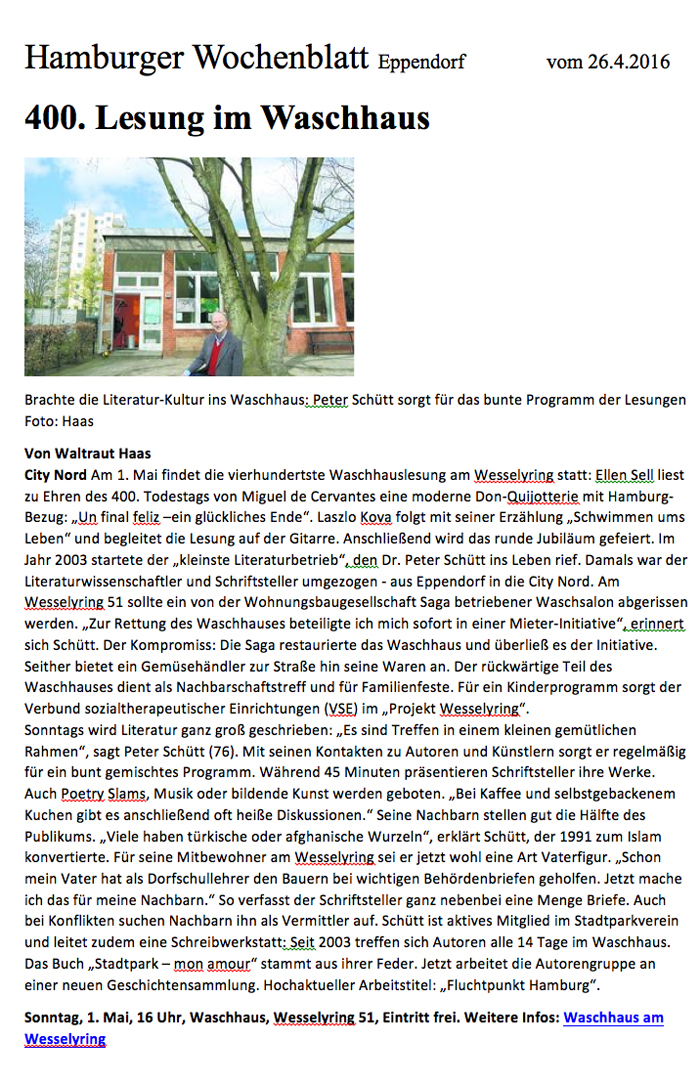 Hamburger Wochenblatt Eppendorf vom 26.4.2016
400. Lesung im Waschhaus
Brachte die Literatur-Kultur ins Waschhaus: Peter Schütt sorgt für das bunte Programm der Lesungen
Foto: Haas
Von Waltraut Haas
City Nord Am 1. Mai findet die vierhundertste Waschhauslesung am Wesselyring statt: Ellen Sell liest
zu Ehren des 400. Todestags von Miguel de Cervantes eine moderne Don-Quijotterie mit Hamburg-
Bezug: „Un final feliz –ein glückliches Ende“. Laszlo Kova folgt mit seiner Erzählung „Schwimmen ums
Leben“ und begleitet die Lesung auf der Gitarre. Anschließend wird das runde Jubiläum gefeiert. Im
Jahr 2003 startete der „kleinste Literaturbetrieb“, den Dr. Peter Schütt ins Leben rief. Damals war der
Literaturwissenschaftler und Schriftsteller umgezogen - aus Eppendorf in die City Nord. Am
Wesselyring 51 sollte ein von der Wohnungsbaugesellschaft Saga betriebener Waschsalon abgerissen
werden. „Zur Rettung des Waschhauses beteiligte ich mich sofort in einer Mieter-Initiative“, erinnert
sich Schütt. Der Kompromiss: Die Saga restaurierte das Waschhaus und überließ es der Initiative.
Seither bietet ein Gemüsehändler zur Straße hin seine Waren an. Der rückwärtige Teil des
Waschhauses dient als Nachbarschaftstreff und für Familienfeste. Für ein Kinderprogramm sorgt der
Verbund sozialtherapeutischer Einrichtungen (VSE) im „Projekt Wesselyring“.
Sonntags wird Literatur ganz groß geschrieben: „Es sind Treffen in einem kleinen gemütlichen
Rahmen“, sagt Peter Schütt (76). Mit seinen Kontakten zu Autoren und Künstlern sorgt er regelmäßig
für ein bunt gemischtes Programm. Während 45 Minuten präsentieren Schriftsteller ihre Werke.
Auch Poetry Slams, Musik oder bildende Kunst werden geboten. „Bei Kaffee und selbstgebackenem
Kuchen gibt es anschließend oft heiße Diskussionen.“ Seine Nachbarn stellen gut die Hälfte des
Publikums. „Viele haben türkische oder afghanische Wurzeln“, erklärt Schütt, der 1991 zum Islam
konvertierte. Für seine Mitbewohner am Wesselyring sei er jetzt wohl eine Art Vaterfigur. „Schon
mein Vater hat als Dorfschullehrer den Bauern bei wichtigen Behördenbriefen geholfen. Jetzt mache
ich das für meine Nachbarn.“ So verfasst der Schriftsteller ganz nebenbei eine Menge Briefe. Auch
bei Konflikten suchen Nachbarn ihn als Vermittler auf. Schütt ist aktives Mitglied im Stadtparkverein
und leitet zudem eine Schreibwerkstatt: Seit 2003 treffen sich Autoren alle 14 Tage im Waschhaus.
Das Buch „Stadtpark – mon amour“ stammt aus ihrer Feder. Jetzt arbeitet die Autorengruppe an
einer neuen Geschichtensammlung. Hochaktueller Arbeitstitel: „Fluchtpunkt Hamburg“.
Sonntag, 1. Mai, 16 Uhr, Waschhaus, Wesselyring 51, Eintritt frei. Weitere Infos: Waschhaus am
Wesselyring